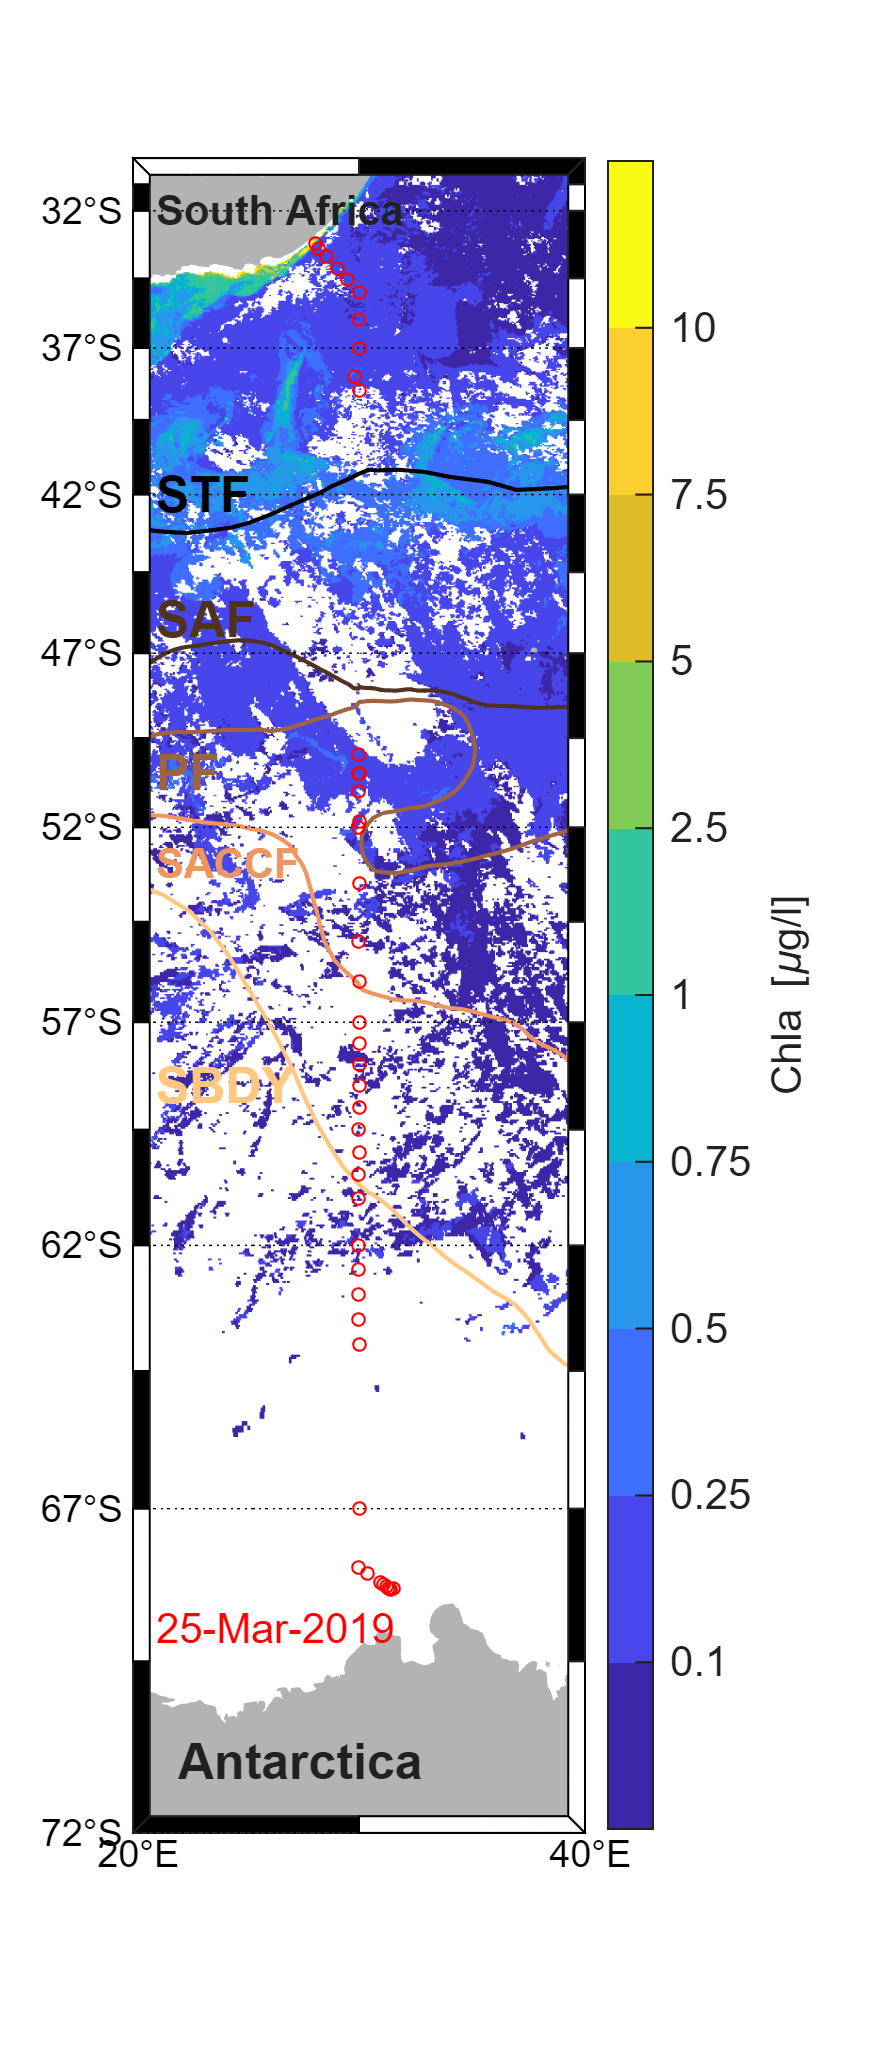 South Africa
32°S
37°S
STF
42°S
SAF
47°S
PF
52°S
SACCF
57°S
SBDY
62°S
67°S
25-Mar-2019
Antarctica
72°S
20°E
40°E
10
7.5
5
2.5
1
0.75
0.5
0.25
0.1
Chla [µg/l]